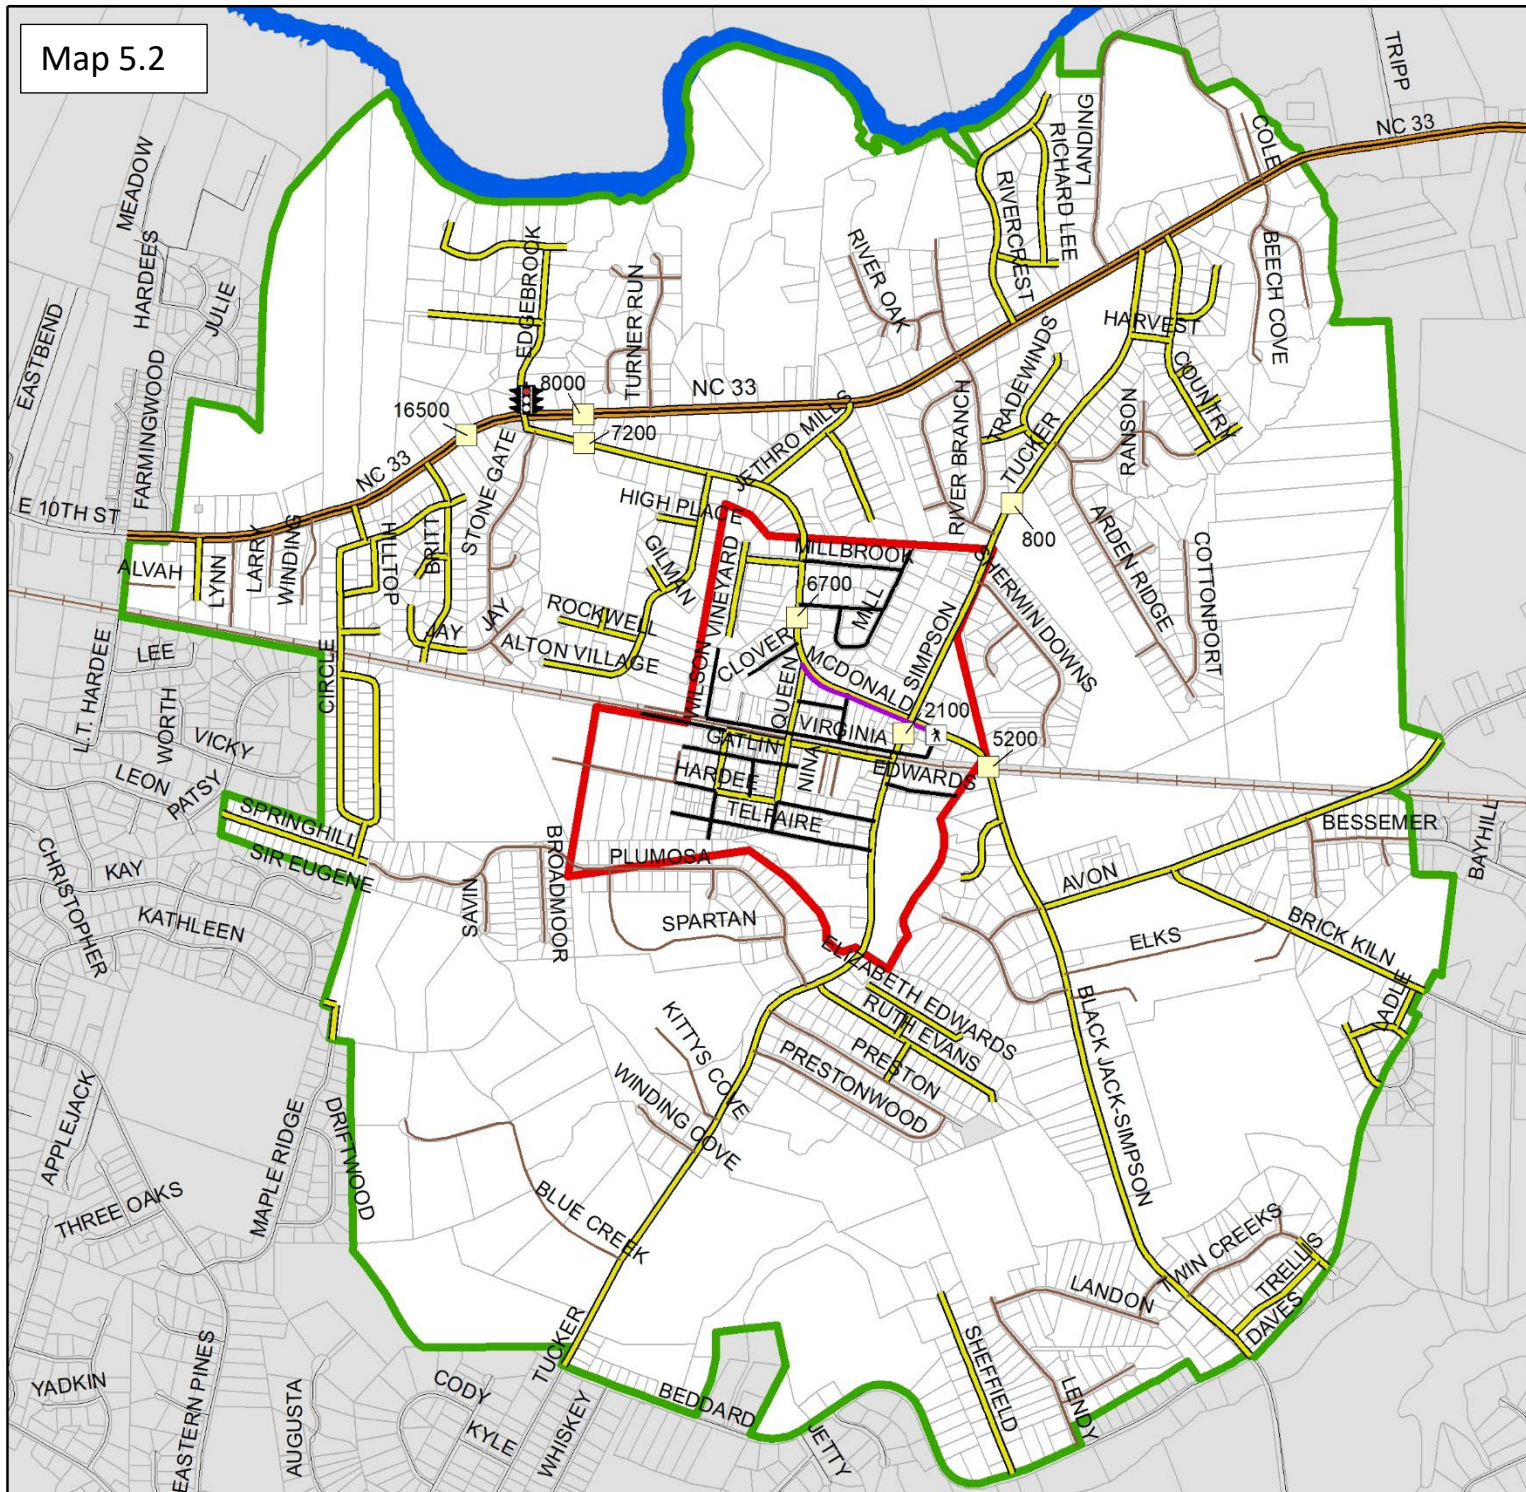 Map 5.2
TRIPP
NC 33
LANDING
RICHARD LEE
RIVERCREST
COLE
BEECH COVE
MEADOW
HARDEES
JULIE
EASTBEND
FARMINGWOOD
E 10TH ST
EDGEBROOK
TURNER RUN
RIVER OAK
HARVEST
COUNTRY
TRADEWINDS
TUCKER
RANSON
8000
NC 33
16500
7200
NC 33
STONE GATE
JETHRO MILLS
RIVER BRANCH
HIGH PLACE
800
ARDEN RIDGE
COTTONPORT
ALVAH
LYNN
LARRY
WINDING
HILLTOP
BRITT
GILMAN
MILLBROOK
SHERWIN DOWNS
VINEYARD
6700
MILL
SIMPSON
ROCKWELL
JAY
JAY
ALTON VILLAGE
WILSON
CLOVER
MCDONALD
QUEEN
2100
VIRGINIA
5200
L.T. HARDEE
LEE
WORTH
VICKY
LEON
PATSY
CIRCLE
GATLIN
NINA
EDWARDS
HARDEE
TELFAIRE
SPRINGHILL
SIR EUGENE
BROADMOOR
PLUMOSA
SAVIN
SPARTAN
AVON
BESSEMER
BAYHILL
CHRISTOPHER
KAY
KATHLEEN
ELKS
BRICK KILN
ADLE
ELIZABETH EDWARDS
RUTH EVANS
PRESTON
PRESTONWOOD
KITTYS COVE
WINDING COVE
BLACK JACK-SIMPSON
APPLEJACK
MAPLE RIDGE
DRIFTWOOD
THREE OAKS
BLUE CREEK
TWIN CREEKS
TRELLIS
LANDON
DAVES
TUCKER
SHEFFIELD
LENDY
YADKIN
EASTERN PINES
AUGUSTA
CODY
KYLE
WHISKEY
BEDDARD
JETTY